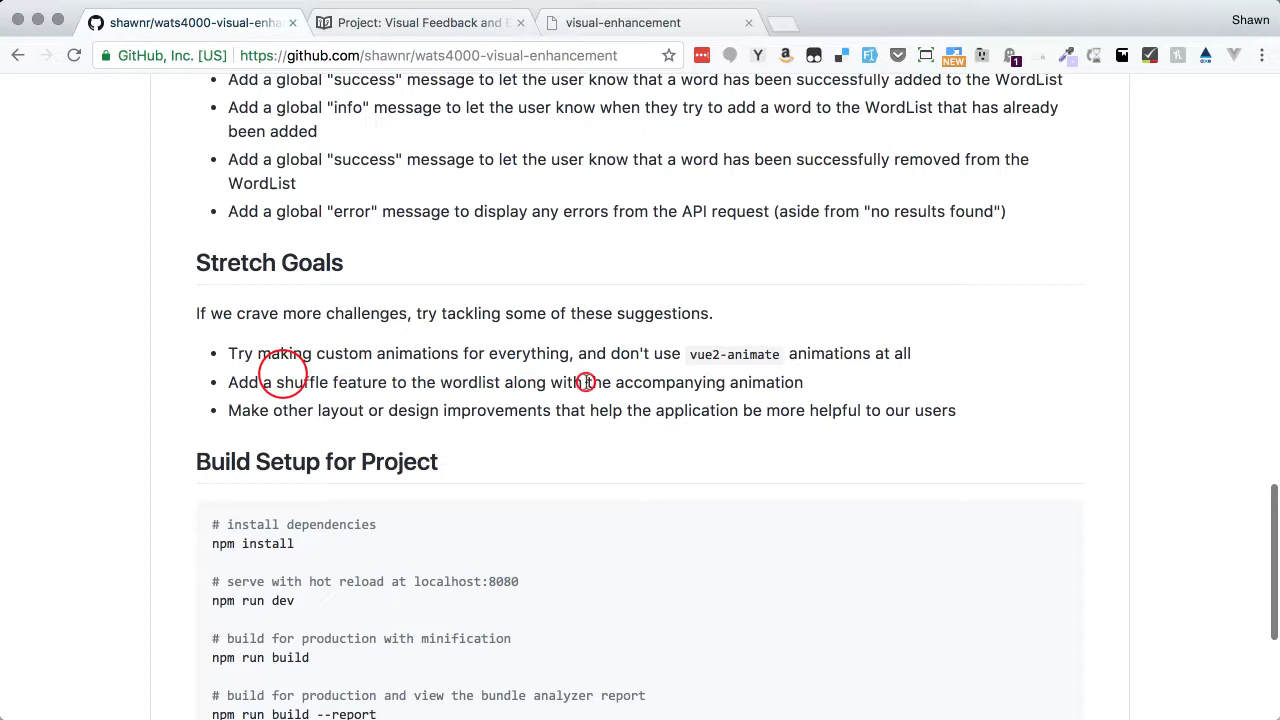 shawnr/wats4000-visual-enha
Project: Visual Feedback and E
visual-enhancement
Shawn
GitHub, Inc. [US]
https://github.com/shawnr/wats4000-visual-enhancement
NEW
1
• Add a global "success" message to let the user know that a word has been successfully added to the WordList
• Add a global "info" message to let the user know when they try to add a word to the WordList that has already
been added
• Add a global "success" message to let the user know that a word has been successfully removed from the
WordList
• Add a global "error" message to display any errors from the API request (aside from "no results found")
Stretch Goals
If we crave more challenges, try tackling some of these suggestions.
• Try making custom animations for everything, and don't use vue2-animate animations at all
• Add a shuffle feature to the wordlist along with the accompanying animation
• Make other layout or design improvements that help the application be more helpful to our users
Build Setup for Project
# install dependencies
npm install
# serve with hot reload at localhost:8080
npm run dev
# build for production with minification
npm run build
# build for production and view the bundle analyzer report
npm run build --report